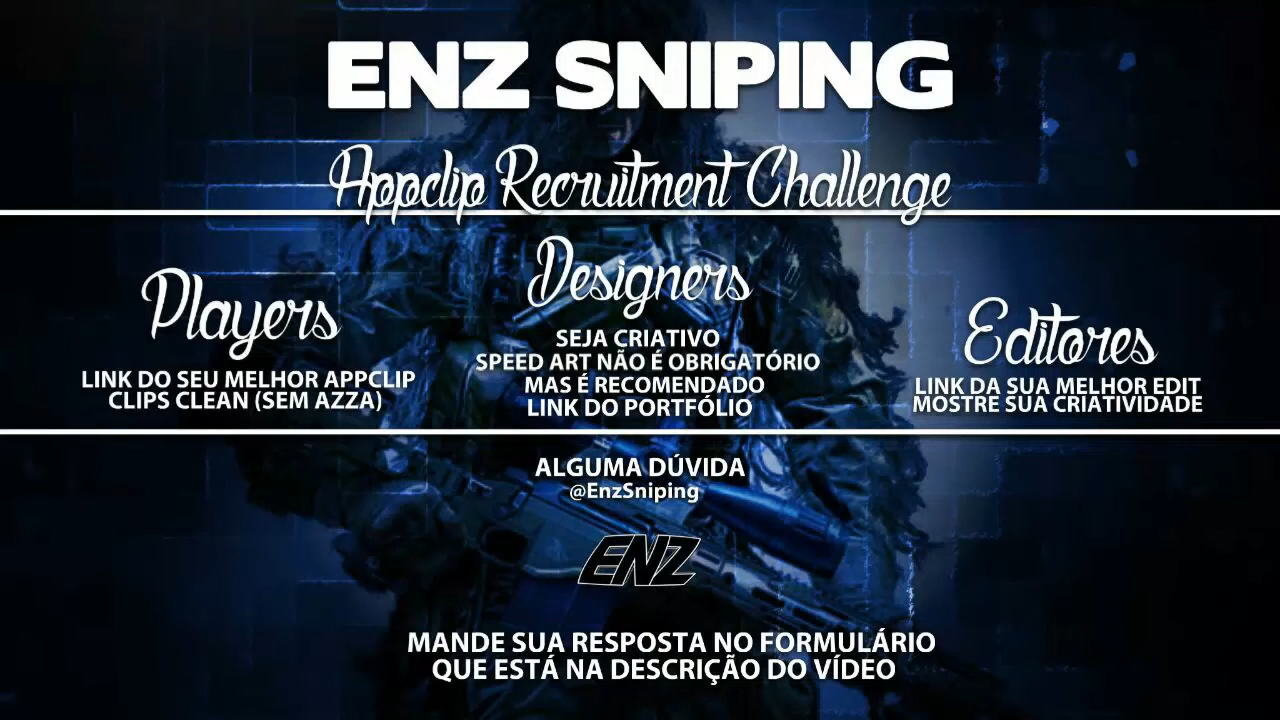 ENZ SNIPING
Appclip Recruitment Challenge
Players
LINK DO SEU MELHOR APPCLIP
CLIPS CLEAN (SEM AZZA)
Designers
SEJA CRIATIVO
SPEED ART NÃO É OBRIGATÓRIO
MAS É RECOMENDADO
LINK DO PORTFÓLIO
Editores
LINK DA SUA MELHOR EDIT
MOSTRE SUA CRIATIVIDADE
ALGUMA DÚVIDA
@EnzSniping
ENZ
MANDE SUA RESPOSTA NO FORMULÁRIO
QUE ESTÁ NA DESCRIÇÃO DO VÍDEO